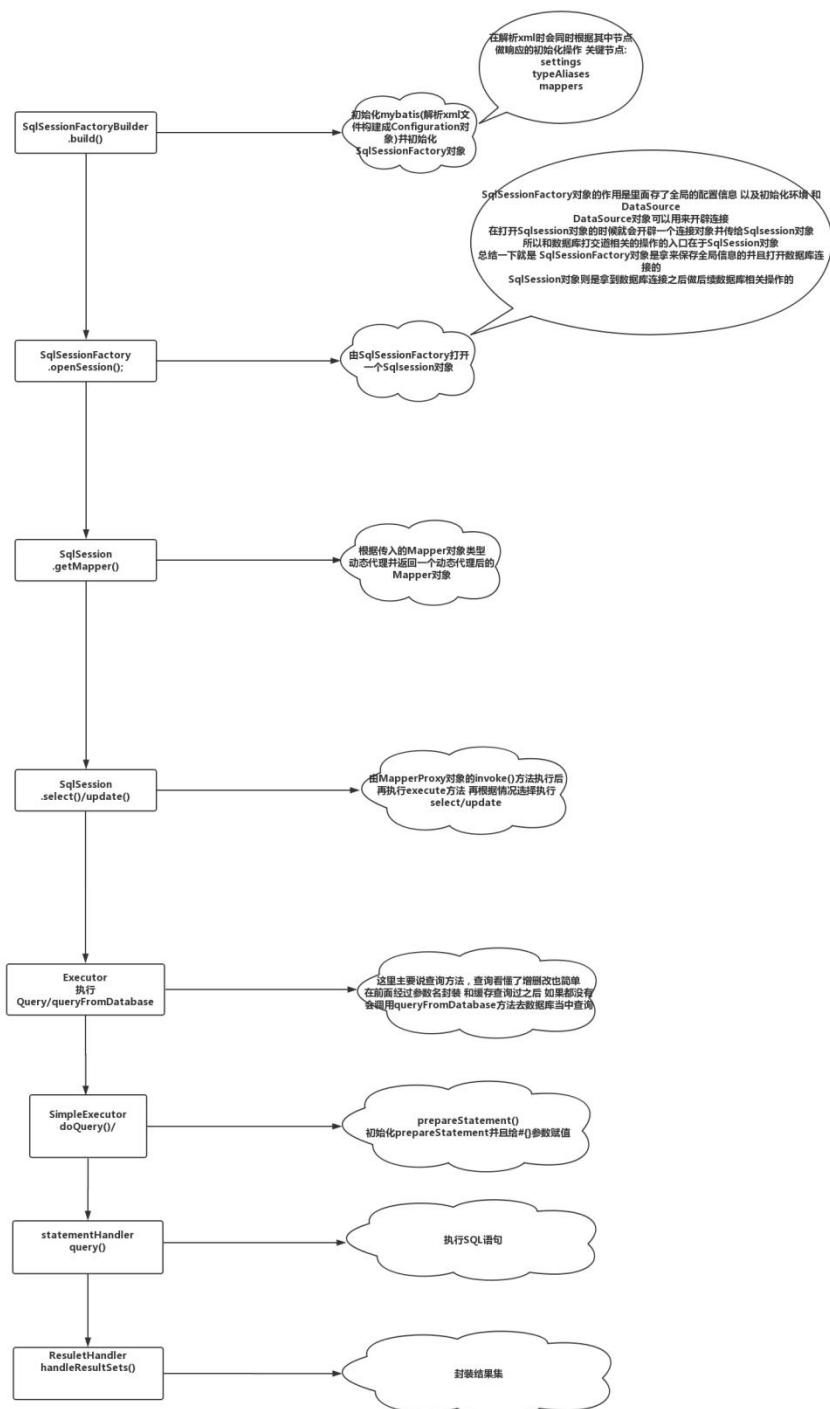 在解析xml时会同时根据其中节点
做响应的初始化操作 关键节点:
settings
typeAliases
mappers
SqlSessionFactoryBuilder
.build()
初始化mybatis(解析xml文
件构建成Configuration对
象)并初始化
SqlSessionFactory对象
SqlSessionFactory对象的作用是里面存了全局的配置信息 以及初始化环境 和
DataSource
DataSource对象可以用来开辟连接
在打开Sqlsession对象的时候就会开辟一个连接对象并传给Sqlsession对象
所以和数据库打交道相关的操作的入口在于SqlSession对象
总结一下就是 SqlSessionFactory对象是拿来保存全局信息的并且打开数据库连
接的
SqlSession对象则是拿到数据库连接之后做后续数据库相关操作的
SqlSessionFactory
.openSession();
由SqlSessionFactory打开
一个Sqlsession对象
SqlSession
.getMapper()
根据传入的Mapper对象类型
动态代理并返回一个动态代理后的
Mapper对象
SqlSession
.select()/update()
由MapperProxy对象的invoke()方法执行后
再执行execute方法 再根据情况选择执行
select/update
Executor
执行
Query/queryFromDatabase
这里主要说查询方法，查询看懂了增删改也简单
在前面经过参数名封装 和缓存查询过之后 如果都没有
会调用queryFromDatabase方法去数据库当中查询
SimpleExecutor
doQuery()/
prepareStatement()
初始化prepareStatement并且给#{}参数赋值
statementHandler
query()
执行SQL语句
ResuletHandler
handleResultSets()
封装结果集